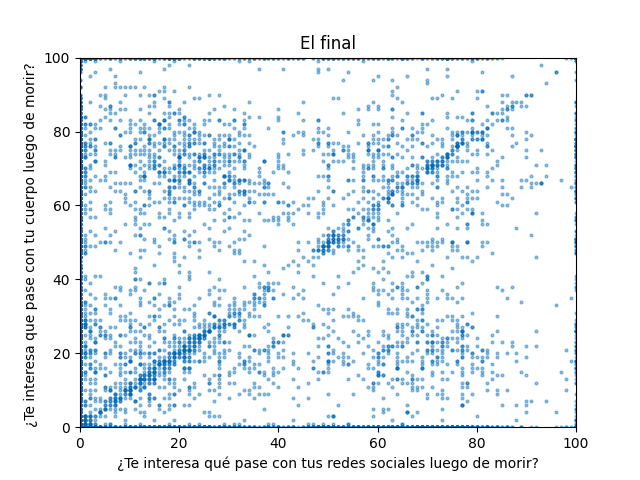 El final
100
80
60
40
20
0
¿Te interesa que pase con tu cuerpo luego de morir?
0 20 40 60 80 100
¿Te interesa qué pase con tus redes sociales luego de morir?